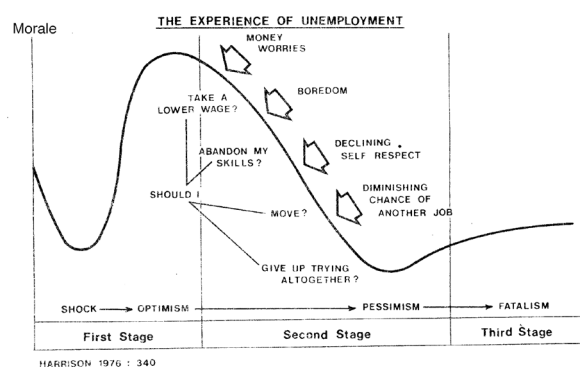 THE EXPERIENCE OF UNEMPLOYMENT
Morale
MONEY
WORRIES
BOREDOM
TAKE A
LOWER WAGE?
ABANDON MY
SKILLS?
DECLINING
SELF RESPECT
SHOULD I
DIMINISHING
CHANCE OF
ANOTHER JOB
MOVE?
GIVE UP TRYING
ALTOGETHER?
SHOCK OPTIMISM PESSIMISM FATALISM
First Stage Second Stage Third Stage
HARRISON 1976 : 340